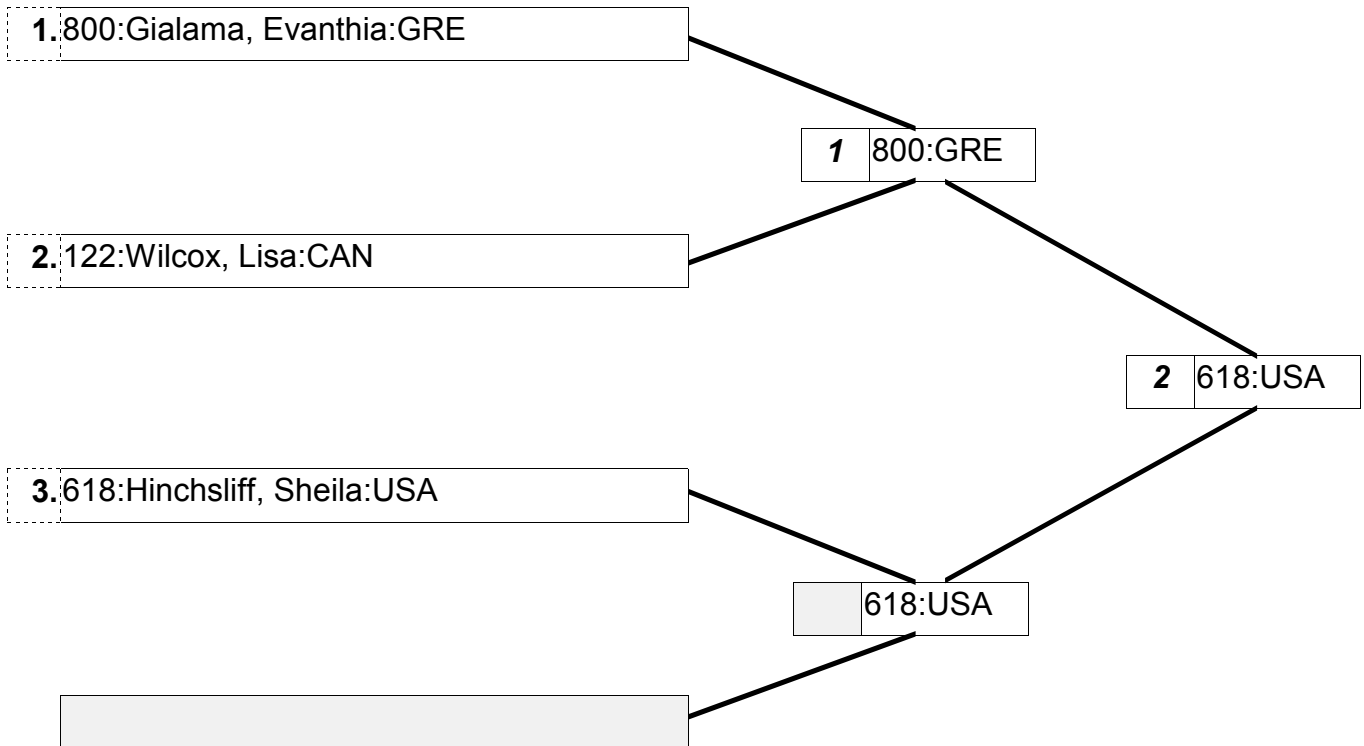 1. 800:Gialama, Evanthia:GRE
1 800:GRE
2. 122:Wilcox, Lisa:CAN
2 618:USA
3. 618:Hinchsliff, Sheila:USA
618:USA